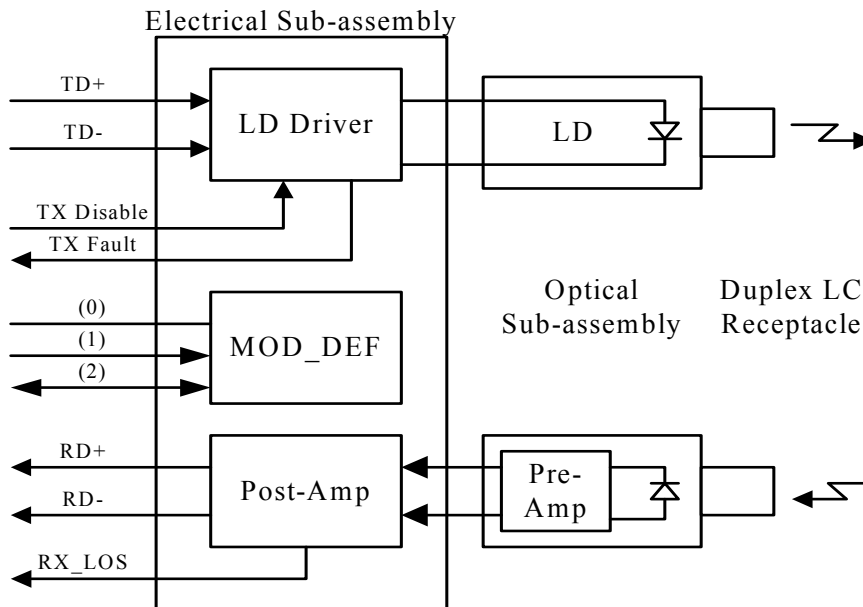 Electrical Sub-assembly
TD+
TD-
LD Driver
LD
TX Disable
TX Fault
(0)
(1)
(2)
MOD_DEF
Optical
Sub-assembly
Duplex LC
Receptacle
RD+
RD-
Post-Amp
Pre-
Amp
RX_LOS